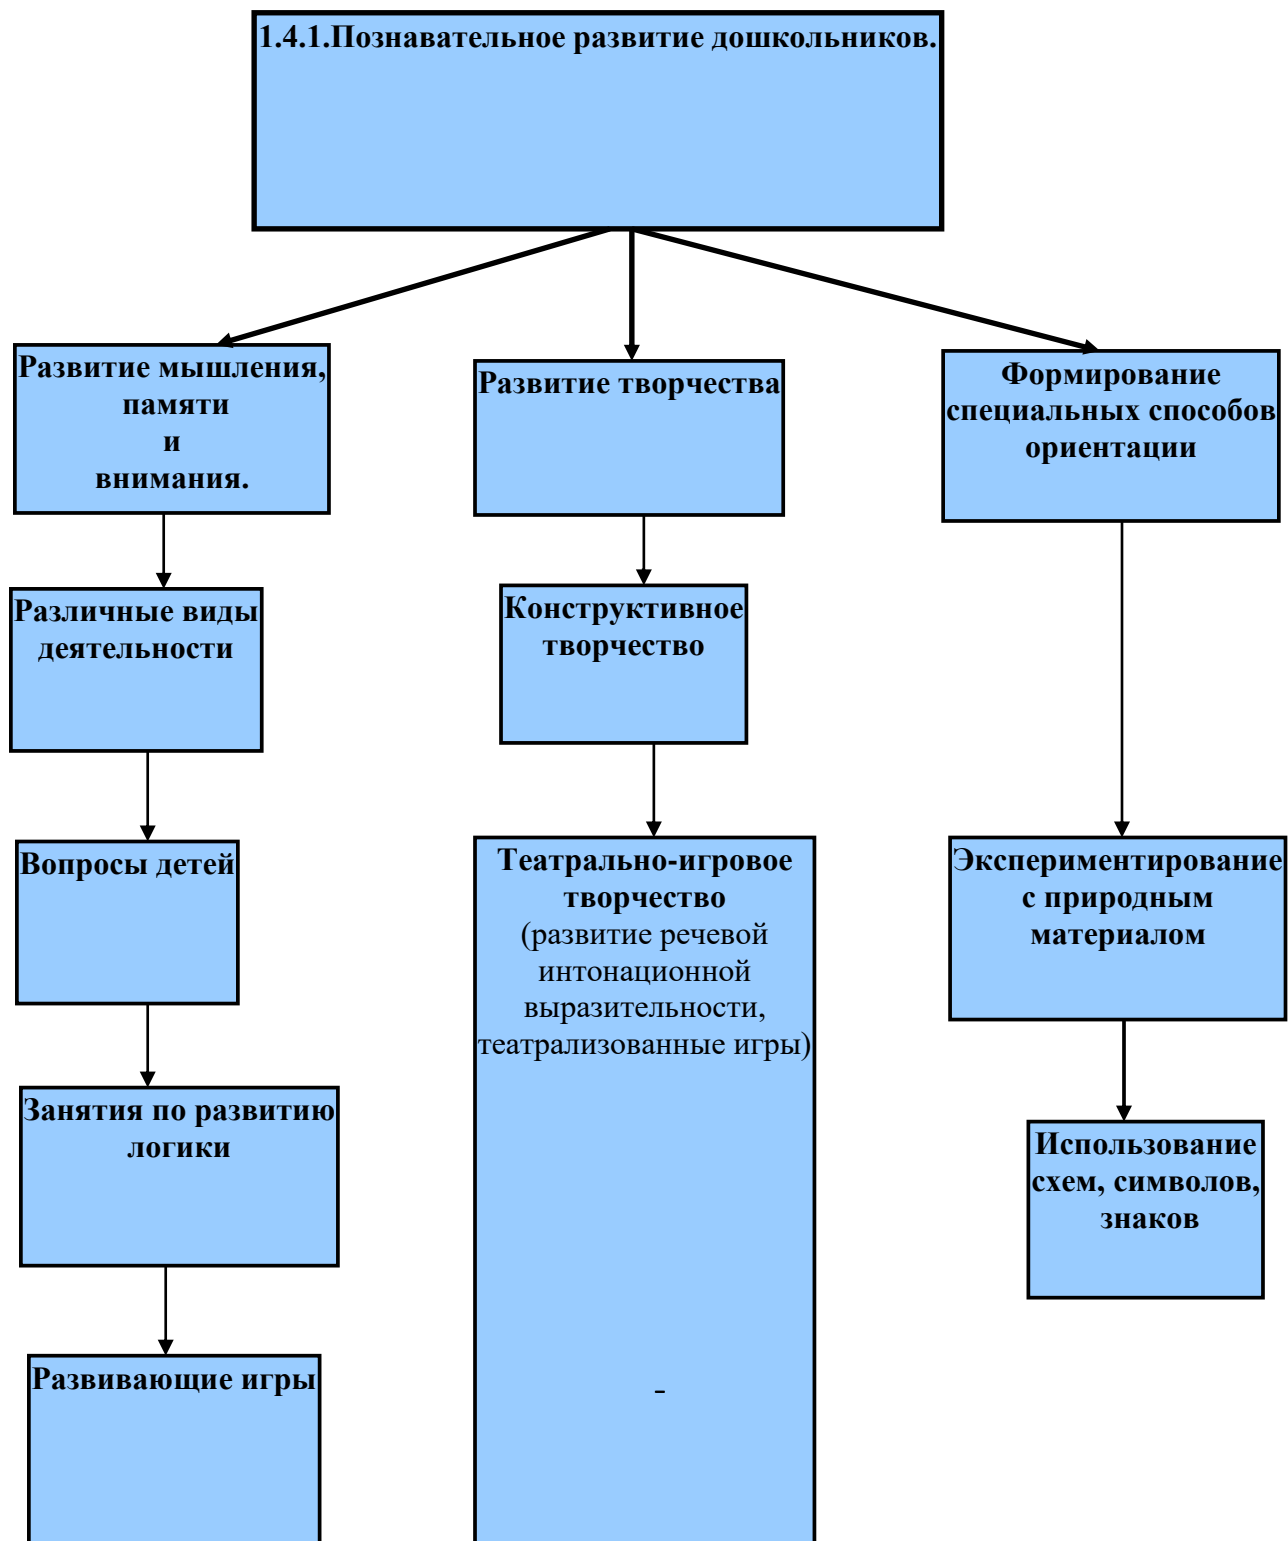 1.4.1.Познавательное развитие дошкольников.
Развитие мышления,
памяти
и
внимания.
Развитие творчества
Формирование
специальных способов
ориентации
Различные виды
деятельности
Конструктивное
творчество
Вопросы детей
Театрально-игровое
творчество
(развитие речевой
интонационной
выразительности,
театрализованные игры)
-
Экспериментирование
с природным
материалом
Занятия по развитию
логики
Использование
схем, символов,
знаков
Развивающие игры